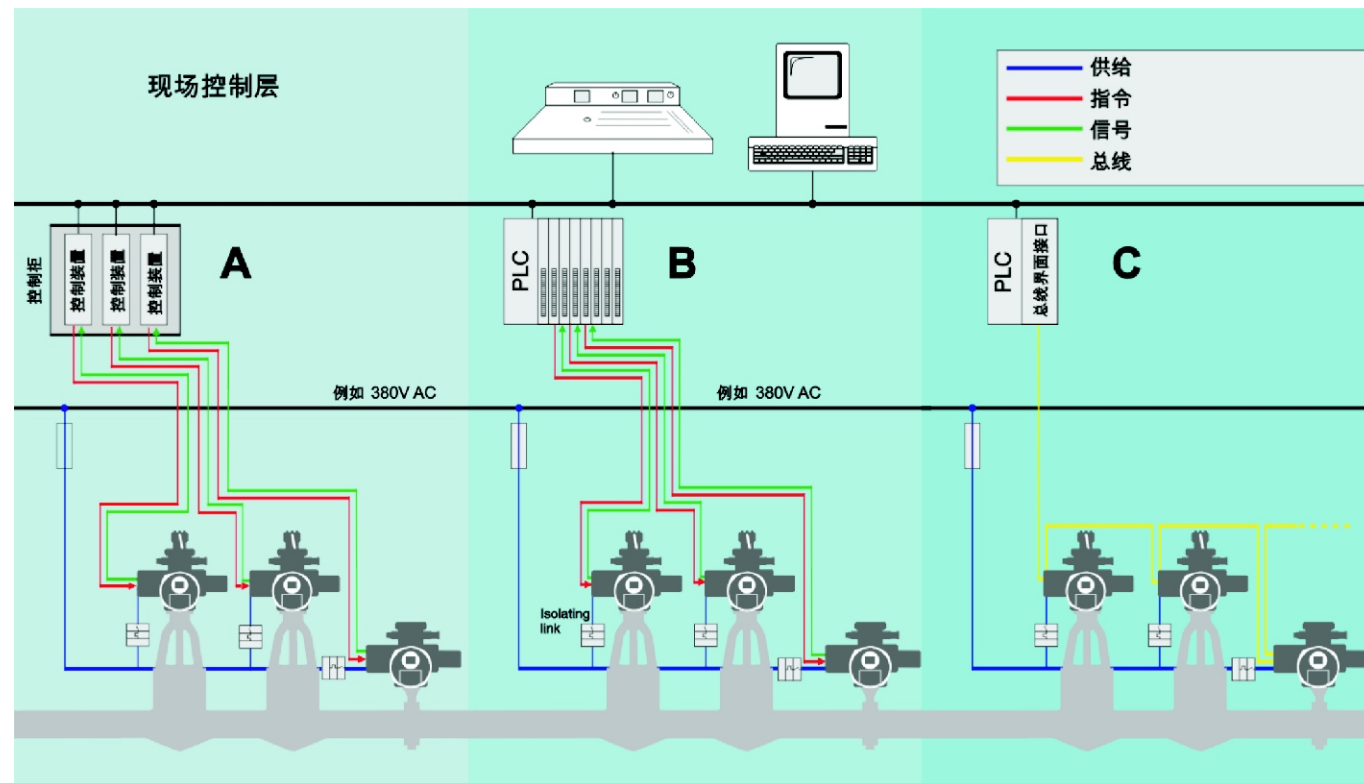 现场控制层
供给
指令
信号
总线
控制柜
控制装置
控制装置
控制装置
A
PLC
B
PLC
总线界面接口
C
例如 380V AC
例如 380V AC
Isolating
link